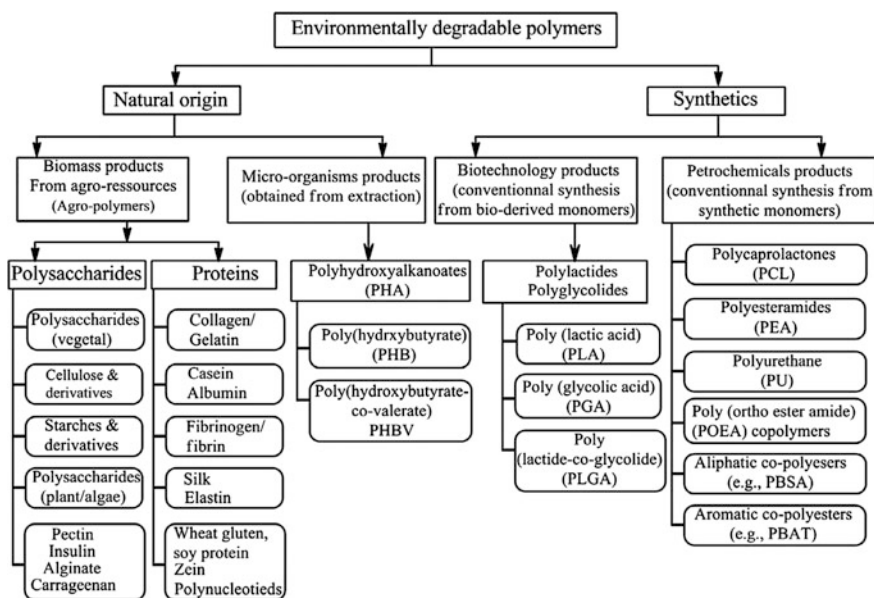 Environmentally degradable polymers
Natural origin
Synthetics
Biomass products
From agro-ressources
(Agro-polymers)
Micro-organisms products
(obtained from extraction)
Biotechnology products
(conventionnal synthesis
from bio-derived monomers)
Petrochemicals products
(conventionnal synthesis from
synthetic monomers)
Polysaccharides
Proteins
Polyhydroxyalkanoates
(PHA)
Polylactides
Polyglycolides
Polysaccharides
(vegetal)
Cellulose &
derivatives
Starches &
derivatives
Polysaccharides
(plant/algae)
Pectin
Insulin
Alginate
Carrageenan
Collagen/
Gelatin
Casein
Albumin
Fibrinogen/
fibrin
Silk
Elastin
Wheat gluten,
soy protein
Zein
Polynucleotieds
Poly(hydrxybutyrate)
(PHB)
Poly(hydroxybutyrate-
co-valerate)
PHBV
Poly (lactic acid)
(PLA)
Poly (glycolic acid)
(PGA)
Poly
(lactide-co-glycolide)
(PLGA)
Polycaprolactones
(PCL)
Polyesteramides
(PEA)
Polyurethane
(PU)
Poly (ortho ester amide)
(POEA) copolymers
Aliphatic co-polyesers
(e.g., PBSA)
Aromatic co-polyesters
(e.g., PBAT)